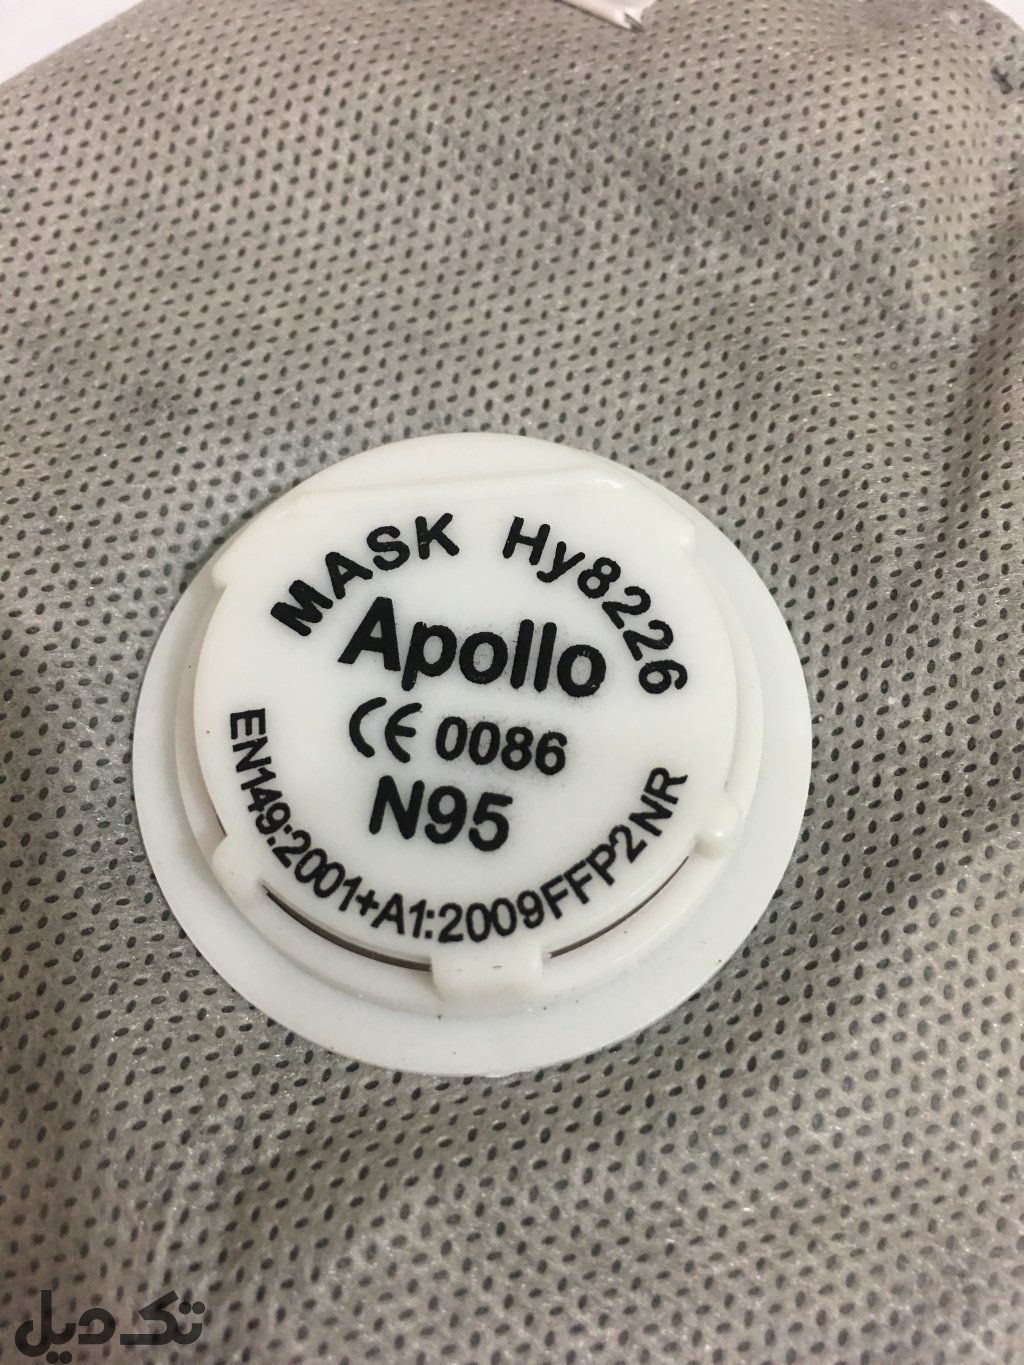 MASK Hy8226
Apollo
CE 0086
N95
EN149:2001+A1:2009FFP2NR
تک دیل